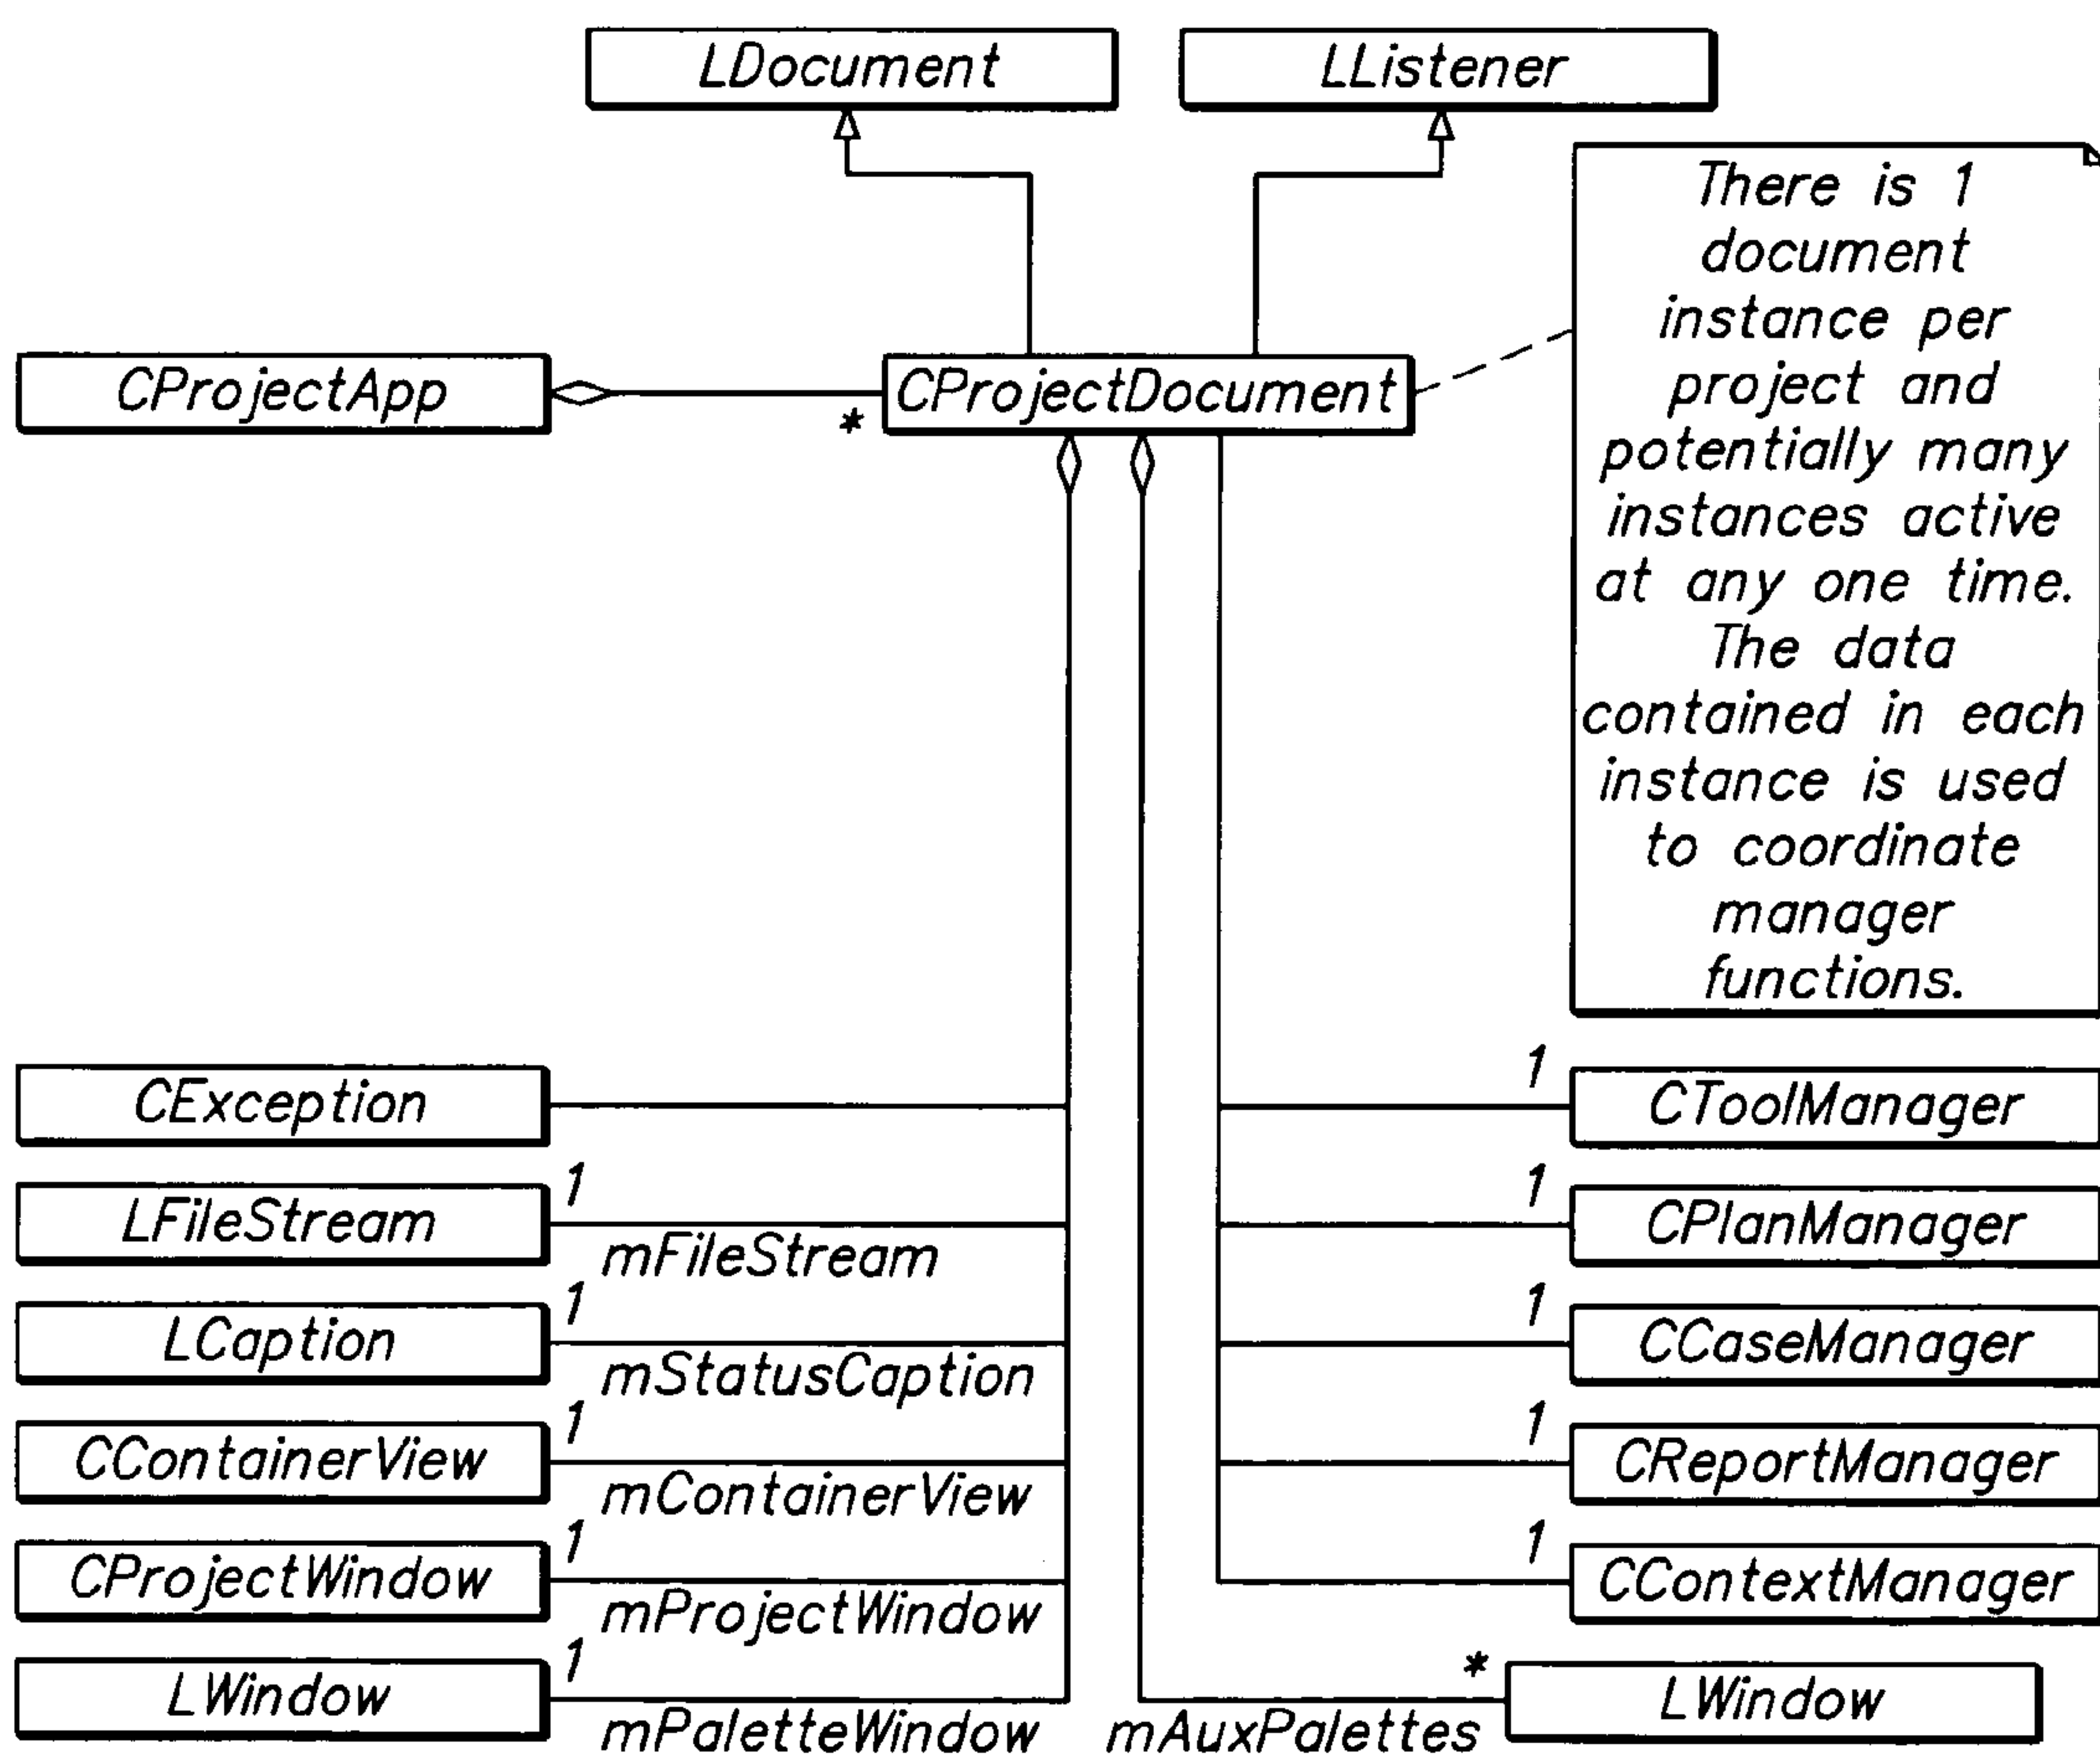 LDocument
LListener
There is 1
document
instance per
project and
potentially many
instances active
at any one time.
The data
contained in each
instance is used
to coordinate
manager
functions.
CProjectApp
*
CProjectDocument
CException
1
LFileStream
mFileStream
1
LCaption
mStatusCaption
1
CContainerView
mContainerView
1
CProjectWindow
mProjectWindow
1
LWindow
mPaletteWindow
1
CToolManager
1
CPlanManager
1
CCaseManager
1
CReportManager
1
CContextManager
*
LWindow
mAuxPalettes